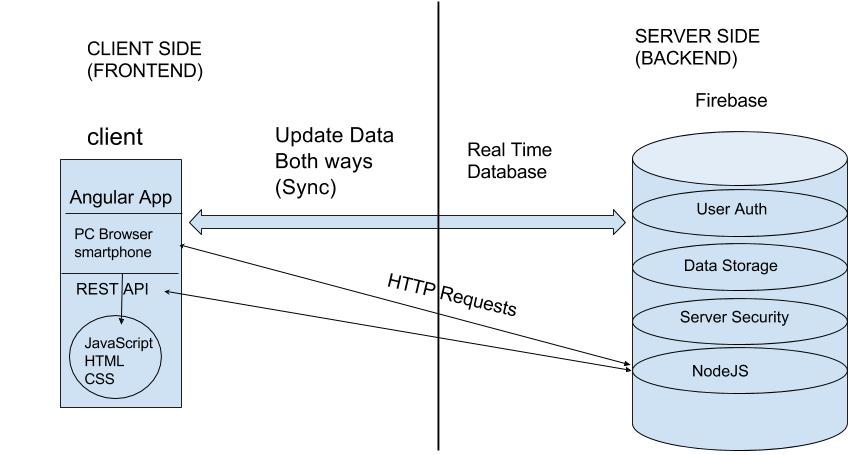 CLIENT SIDE
(FRONTEND)
SERVER SIDE
(BACKEND)
Firebase
client
Update Data
Both ways
(Sync)
Real Time
Database
Angular App
PC Browser
smartphone
REST API
JavaScript
HTML
CSS
HTTP Requests
User Auth
Data Storage
Server Security
NodeJS